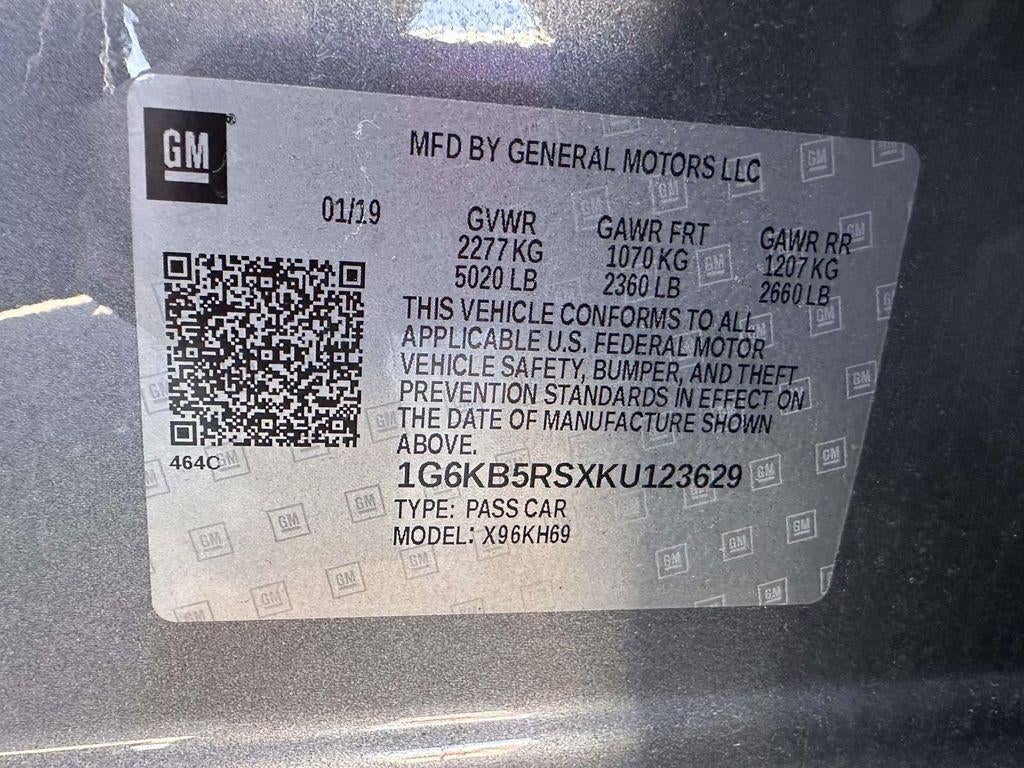 GM
MFD BY GENERAL MOTORS LLC
01/19
GVWR GAWR FRT GAWR RR
2277 KG 1070 KG 1207 KG
5020 LB 2360 LB 2660 LB
THIS VEHICLE CONFORMS TO ALL
APPLICABLE U.S. FEDERAL MOTOR
VEHICLE SAFETY, BUMPER, AND THEFT
PREVENTION STANDARDS IN EFFECT ON
THE DATE OF MANUFACTURE SHOWN
ABOVE.
464C
1G6KB5RSXKU123629
TYPE: PASS CAR
MODEL: X96KH69